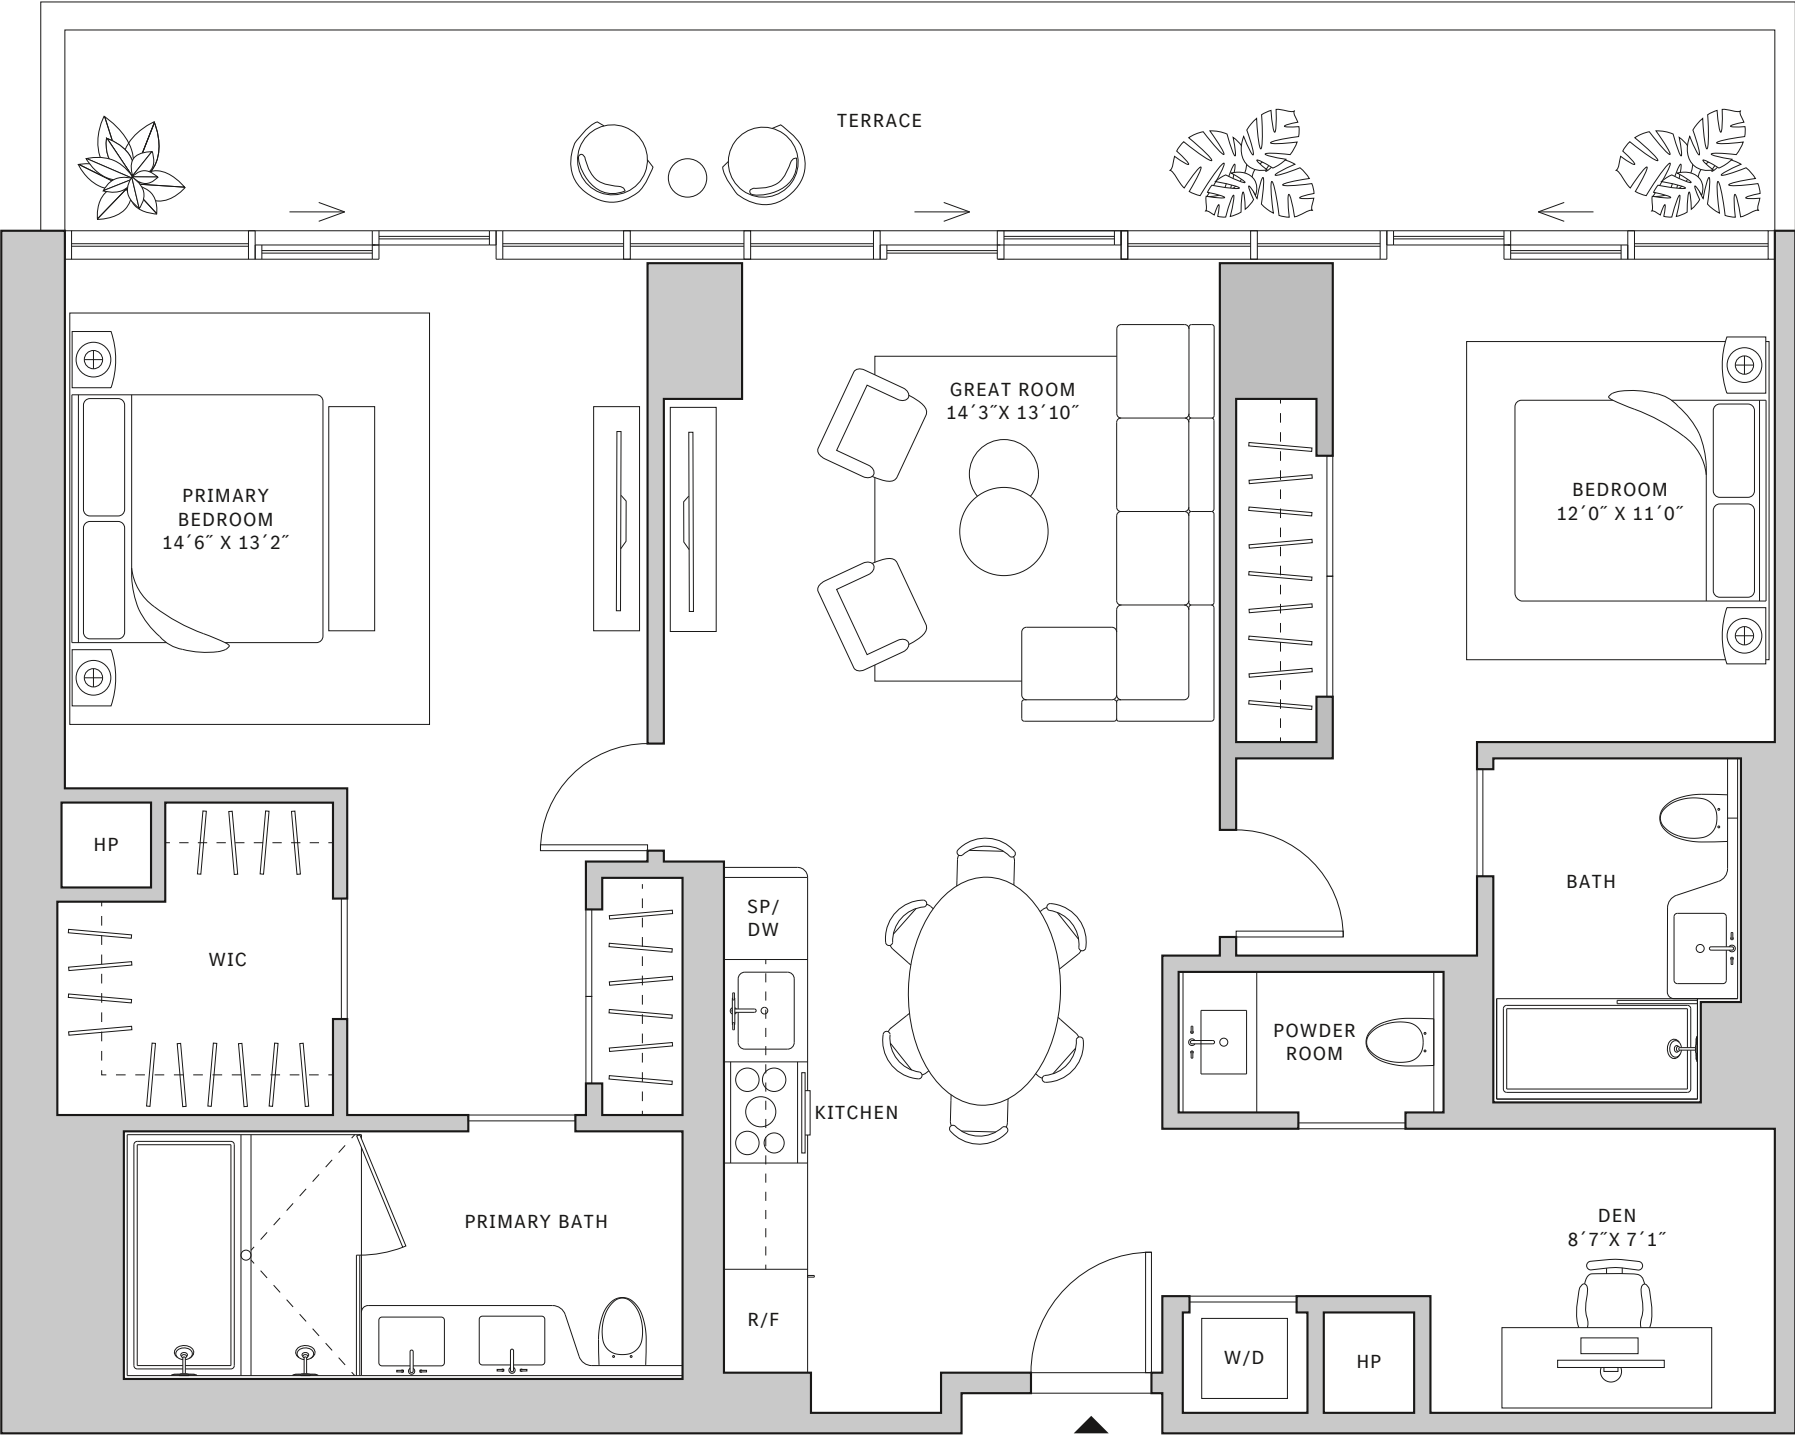 TERRACE
GREAT ROOM
14´3˝X 13´10˝
PRIMARY
BEDROOM
14´6˝ X 13´2˝
BEDROOM
12´0˝ X 11´0˝
HP
WIC
SP/
DW
BATH
POWDER
ROOM
KITCHEN
PRIMARY BATH
DEN
8´7˝X 7´1˝
R/F
W/D
HP